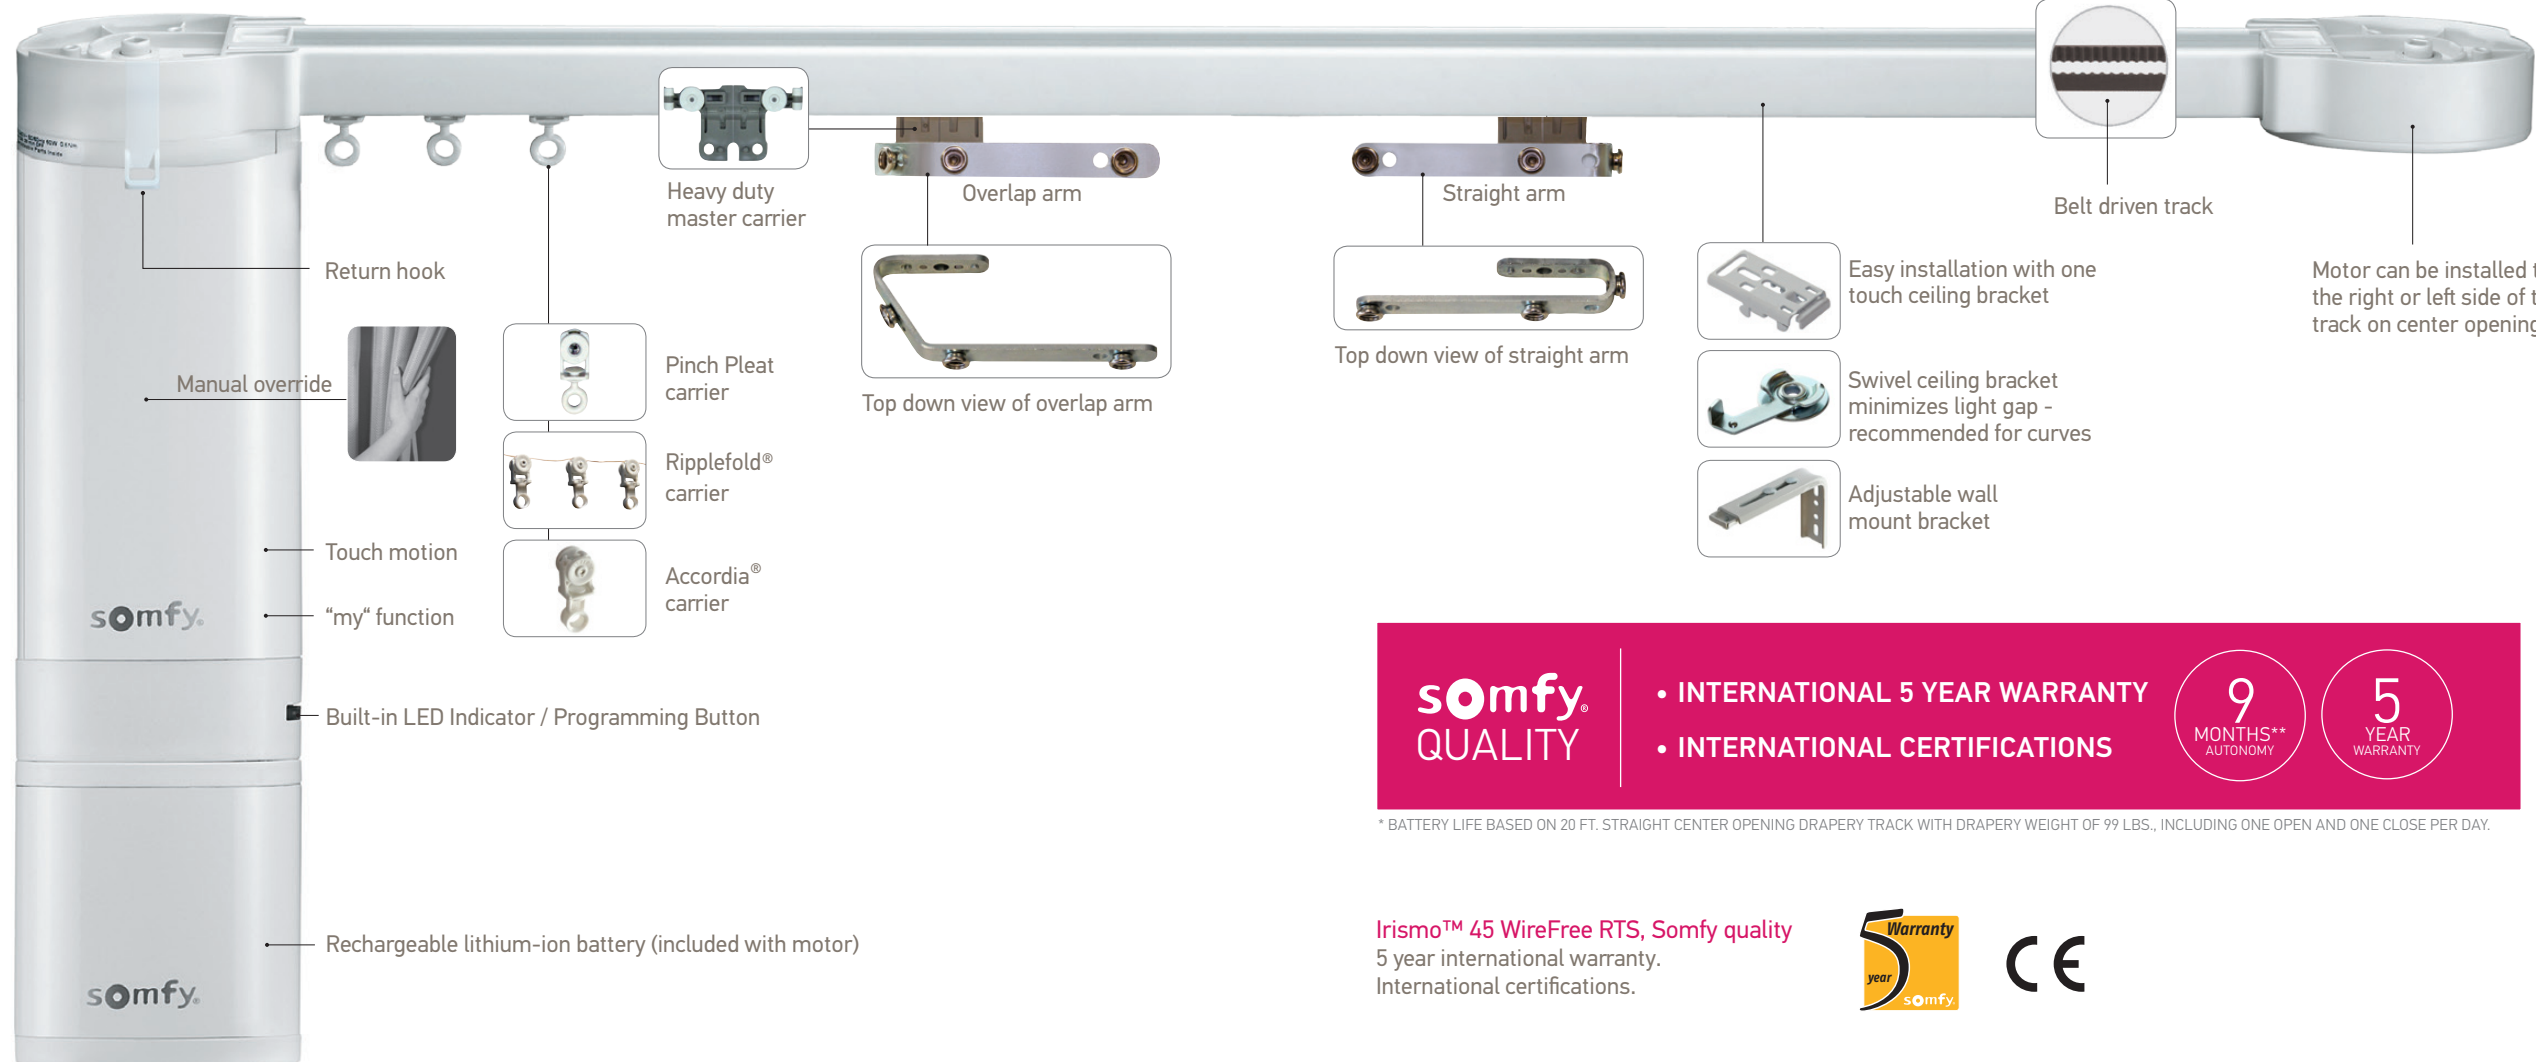 Return hook
Manual override
Touch motion
somfy®
“my“ function
Built-in LED Indicator / Programming Button
Rechargeable lithium-ion battery (included with motor)
somfy®
Pinch Pleat
carrier
Ripplefold®
carrier
Accordia®
carrier
Heavy duty
master carrier
Overlap arm
Top down view of overlap arm
Straight arm
Top down view of straight arm
Easy installation with one
touch ceiling bracket
Swivel ceiling bracket
minimizes light gap -
recommended for curves
Adjustable wall
mount bracket
Belt driven track
Motor can be installed
the right or left side of
track on center opening
somfy®
QUALITY
• INTERNATIONAL 5 YEAR WARRANTY
• INTERNATIONAL CERTIFICATIONS
9
MONTHS**
AUTONOMY
5
YEAR
WARRANTY
* BATTERY LIFE BASED ON 20 FT. STRAIGHT CENTER OPENING DRAPERY TRACK WITH DRAPERY WEIGHT OF 99 LBS., INCLUDING ONE OPEN AND ONE CLOSE PER DAY.
Irismo™ 45 WireFree RTS, Somfy quality
5 year international warranty.
International certifications.
Warranty
5
year
somfy.
CE